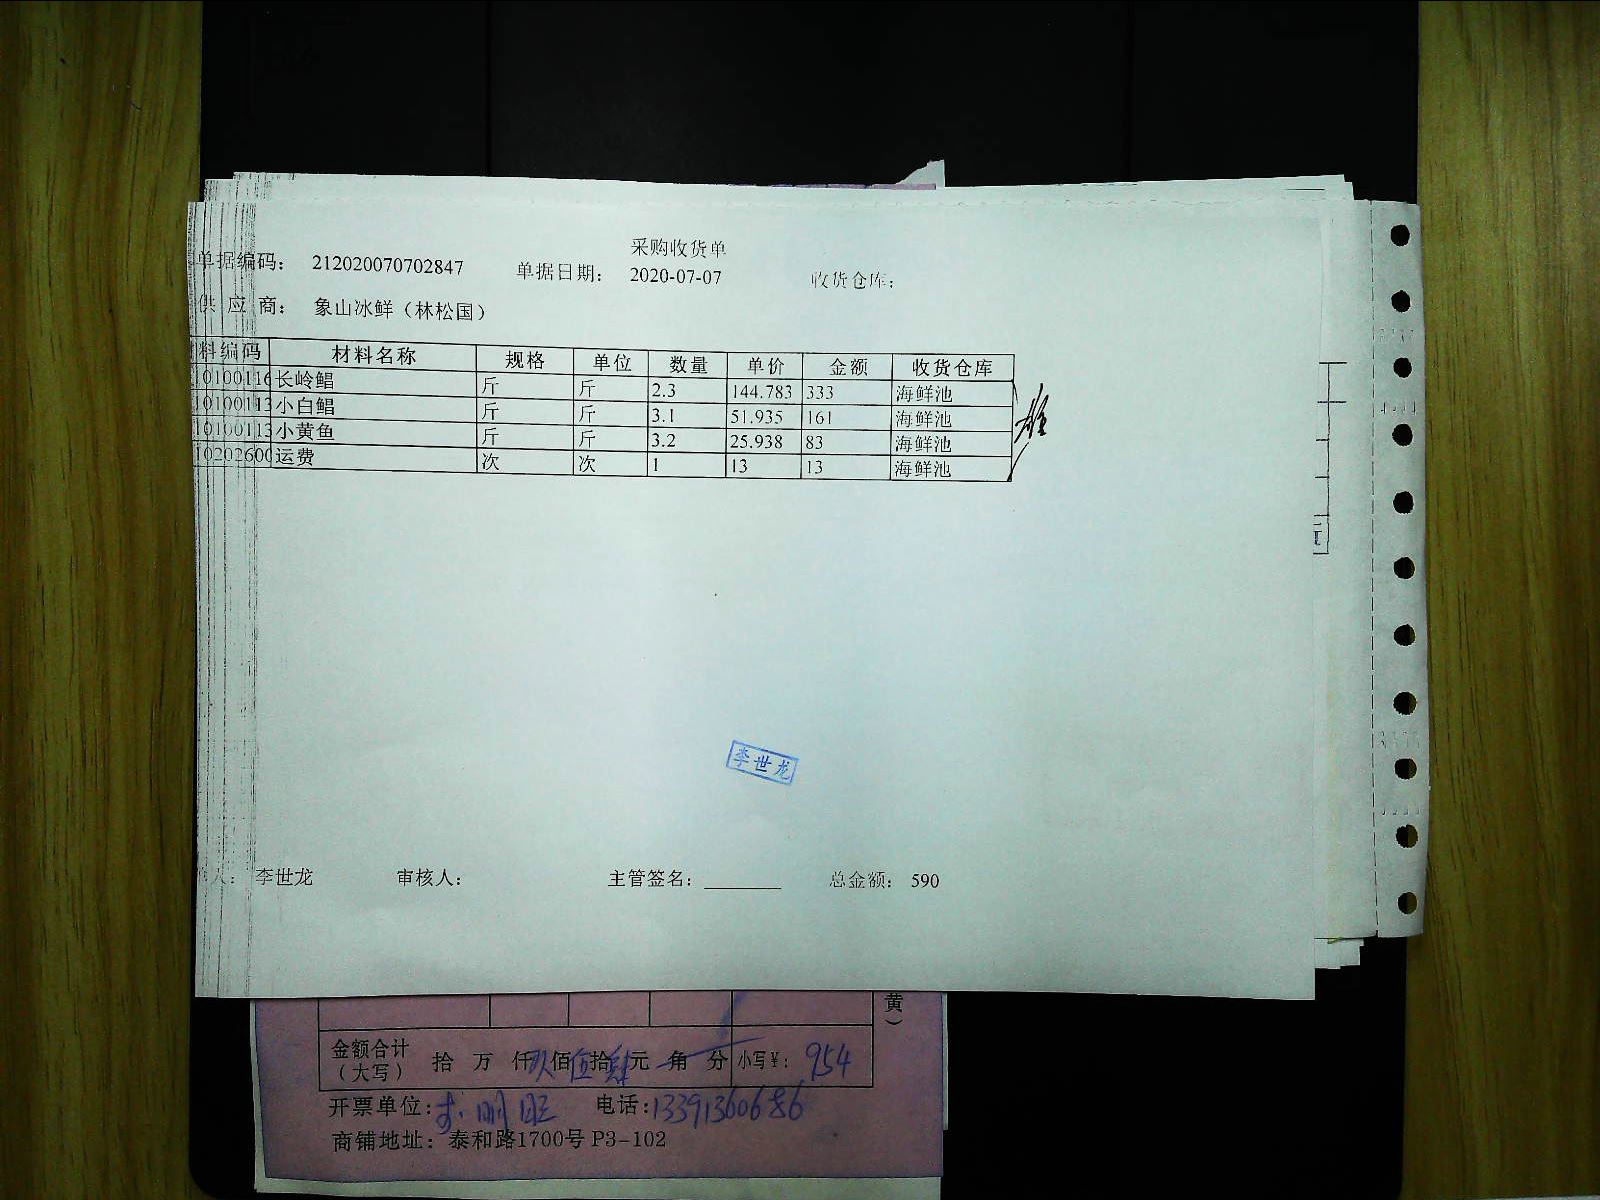 采购收货单
单据编码： 212020070702847 单据日期： 2020-07-07 收货仓库：
供 应 商： 象山冰鲜（林松国）
料编码 材料名称 规格 单位 数量 单价 金额 收货仓库
10100116 长岭鲳 斤 斤 2.3 144.783 333 海鲜池
10100113 小白鲳 斤 斤 3.1 51.935 161 海鲜池
10100113 小黄鱼 斤 斤 3.2 25.938 83 海鲜池
10202600 运费 次 次 1 13 13 海鲜池
李世龙
人： 李世龙 审核人： 主管签名： 总金额： 590
黄）
金额合计（大写） 拾 万 仟 玖 佰 伍 拾 肆 元 角 分 小写¥： 954
开票单位： 电话：13391360686
商铺地址：泰和路1700号P3-102